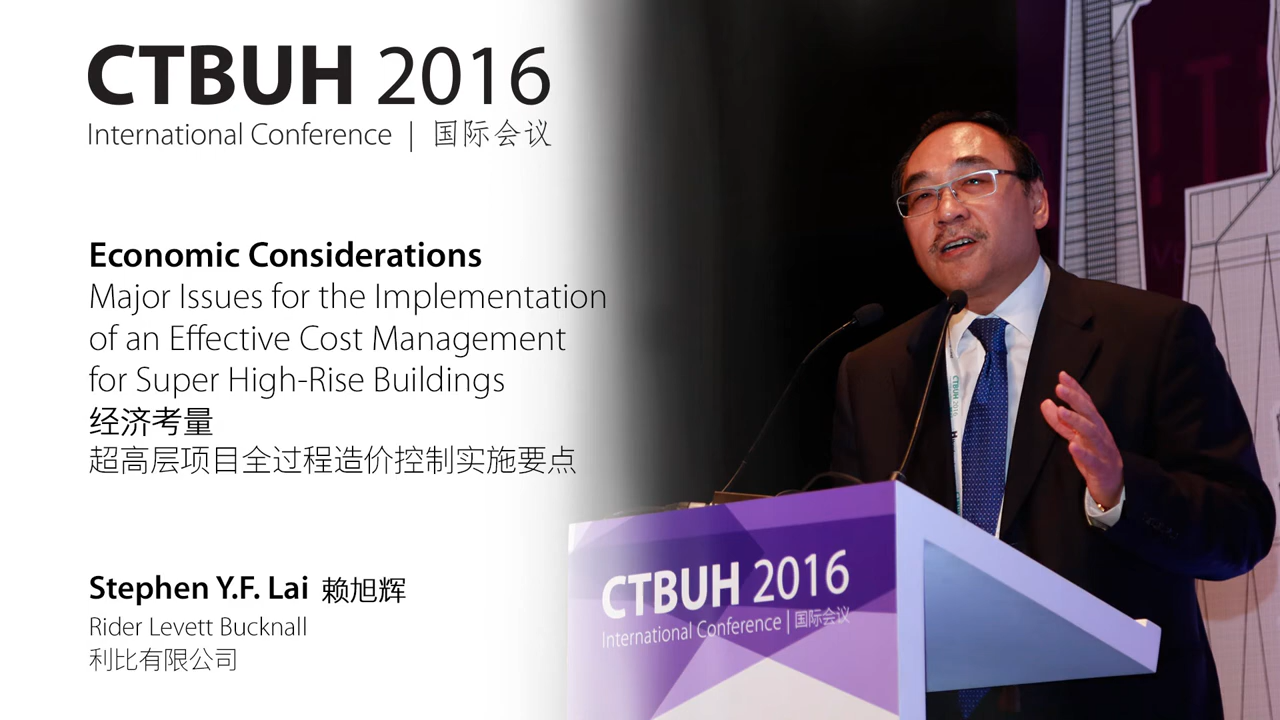 CTBUH 2016
International Conference | 国际会议
Economic Considerations
Major Issues for the Implementation
of an Effective Cost Management
for Super High-Rise Buildings
经济考量
超高层项目全过程造价控制实施要点
Stephen Y.F. Lai 赖旭辉
Rider Levett Bucknall
利比有限公司
CTBUH 2016
CTBUH 2016
International Conference | 国际会议